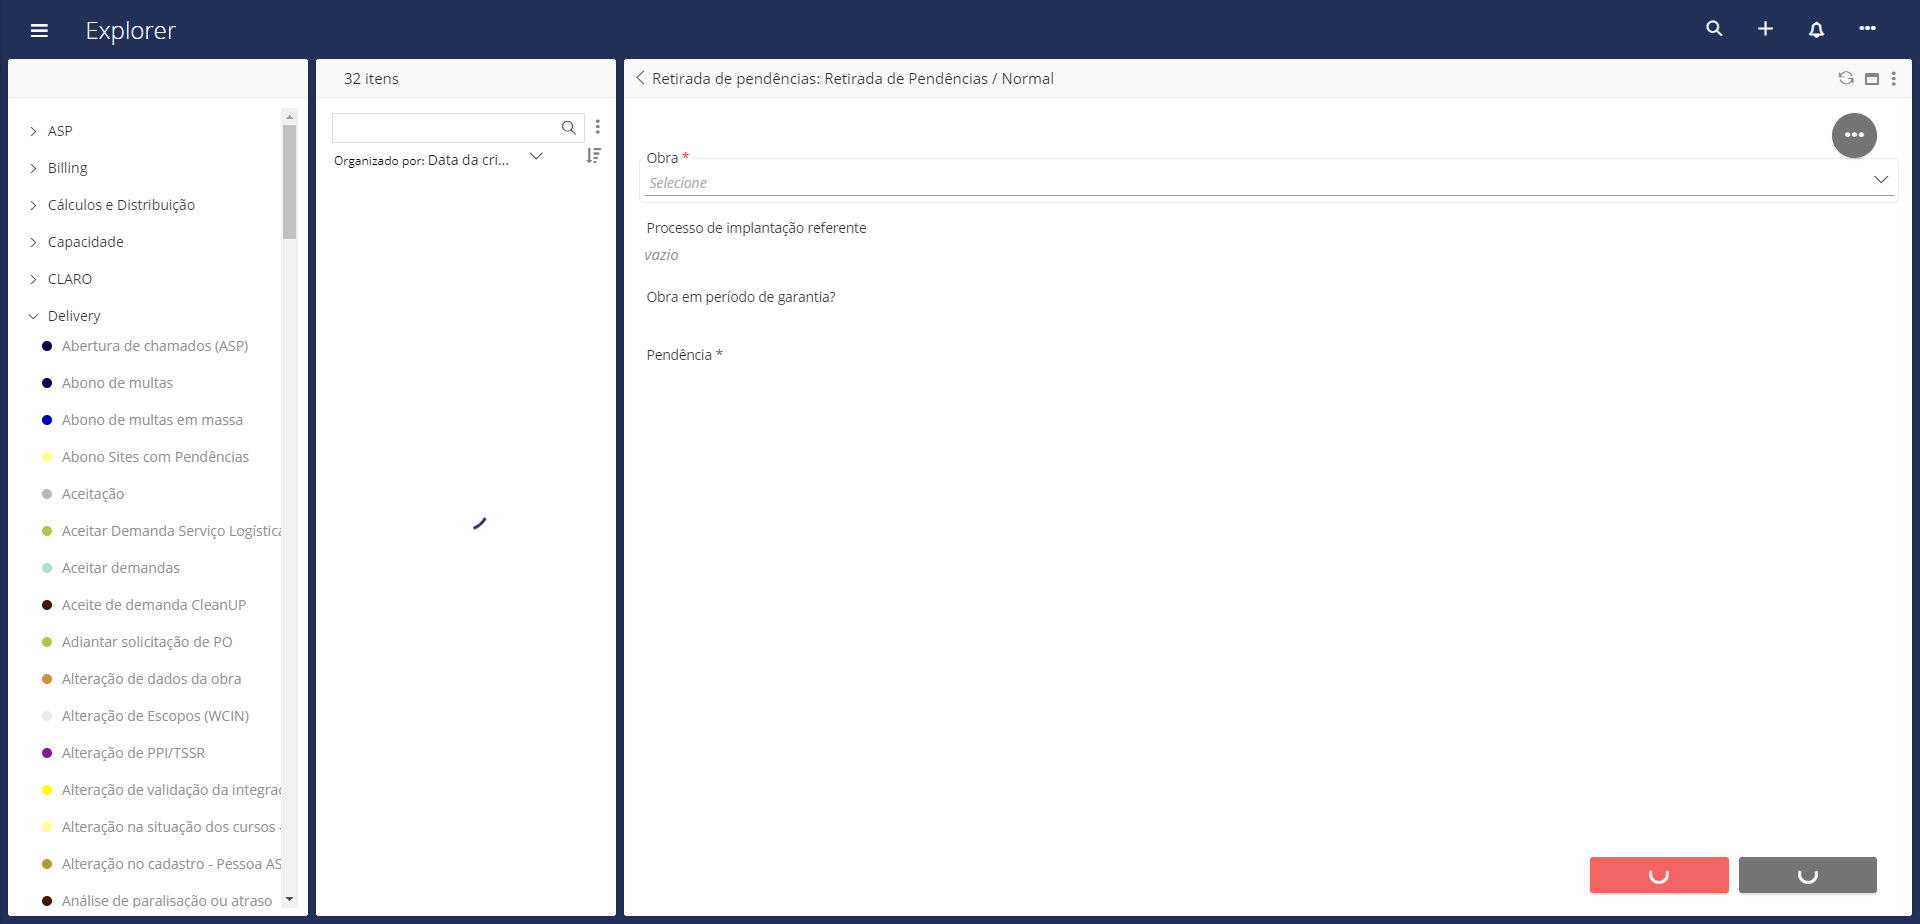 Explorer
ASP
Billing
Cálculos e Distribuição
Capacidade
CLARO
Delivery
Abertura de chamados (ASP)
Abono de multas
Abono de multas em massa
Abono Sites com Pendências
Aceitação
Aceitar Demanda Serviço Logística
Aceitar demandas
Aceite de demanda CleanUP
Adiantar solicitação de PO
Alteração de dados da obra
Alteração de Escopos (WCIN)
Alteração de PPI/TSSR
Alteração de validação da integrac
Alteração na situação dos cursos -
Alteração no cadastro - Pessoa AS
Análise de paralisação ou atraso
32 itens
Organizado por: Data da cri...
Retirada de pendências: Retirada de Pendências / Normal
Obra *
Selecione
Processo de implantação referente
vazio
Obra em período de garantia?
Pendência *